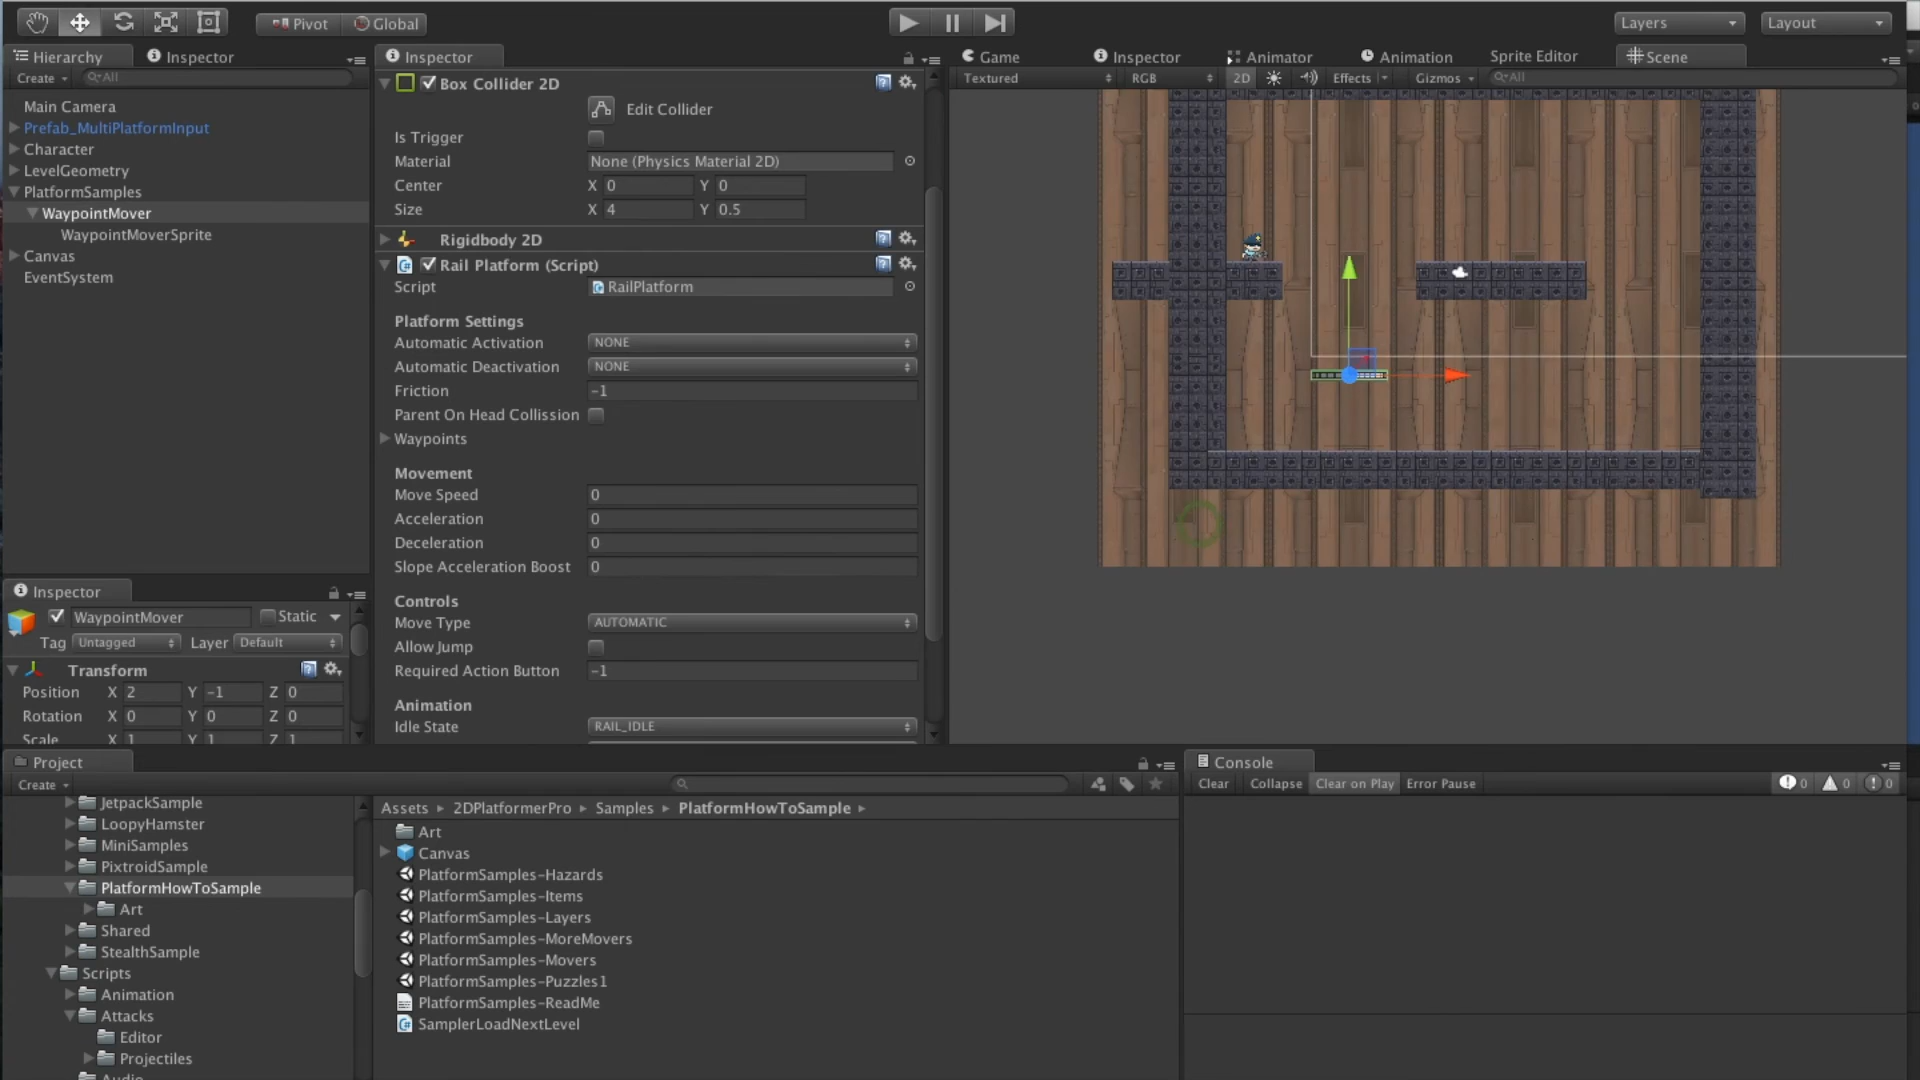 Pivot Global Layers Layout
Hierarchy Inspector
Create All
Main Camera
Prefab_MultiPlatformInput
Character
LevelGeometry
PlatformSamples
WaypointMover
WaypointMoverSprite
Canvas
EventSystem
Inspector
WaypointMover Static
Tag Untagged Layer Default
Transform
Position X 2 Y -1 Z 0
Rotation X 0 Y 0 Z 0
Scale X 1 Y 1 Z 1
Inspector
Box Collider 2D
Edit Collider
Is Trigger
Material None (Physics Material 2D)
Center X 0 Y 0
Size X 4 Y 0.5
Rigidbody 2D
Rail Platform (Script)
Script RailPlatform
Platform Settings
Automatic Activation NONE
Automatic Deactivation NONE
Friction -1
Parent On Head Collission
Waypoints
Movement
Move Speed 0
Acceleration 0
Deceleration 0
Slope Acceleration Boost 0
Controls
Move Type AUTOMATIC
Allow Jump
Required Action Button -1
Animation
Idle State RAIL_IDLE
Game Inspector Animator Animation Sprite Editor Scene
Textured RGB 2D Effects Gizmos All
Project
Create
JetpackSample
LoopyHamster
MiniSamples
PixtroidSample
PlatformHowToSample
Art
Shared
StealthSample
Scripts
Animation
Attacks
Editor
Projectiles
Audio
Assets 2DPlatformerPro Samples PlatformHowToSample
Art
Canvas
PlatformSamples-Hazards
PlatformSamples-Items
PlatformSamples-Layers
PlatformSamples-MoreMovers
PlatformSamples-Movers
PlatformSamples-Puzzles1
PlatformSamples-ReadMe
SamplerLoadNextLevel
Console
Clear Collapse Clear on Play Error Pause 0 0 0